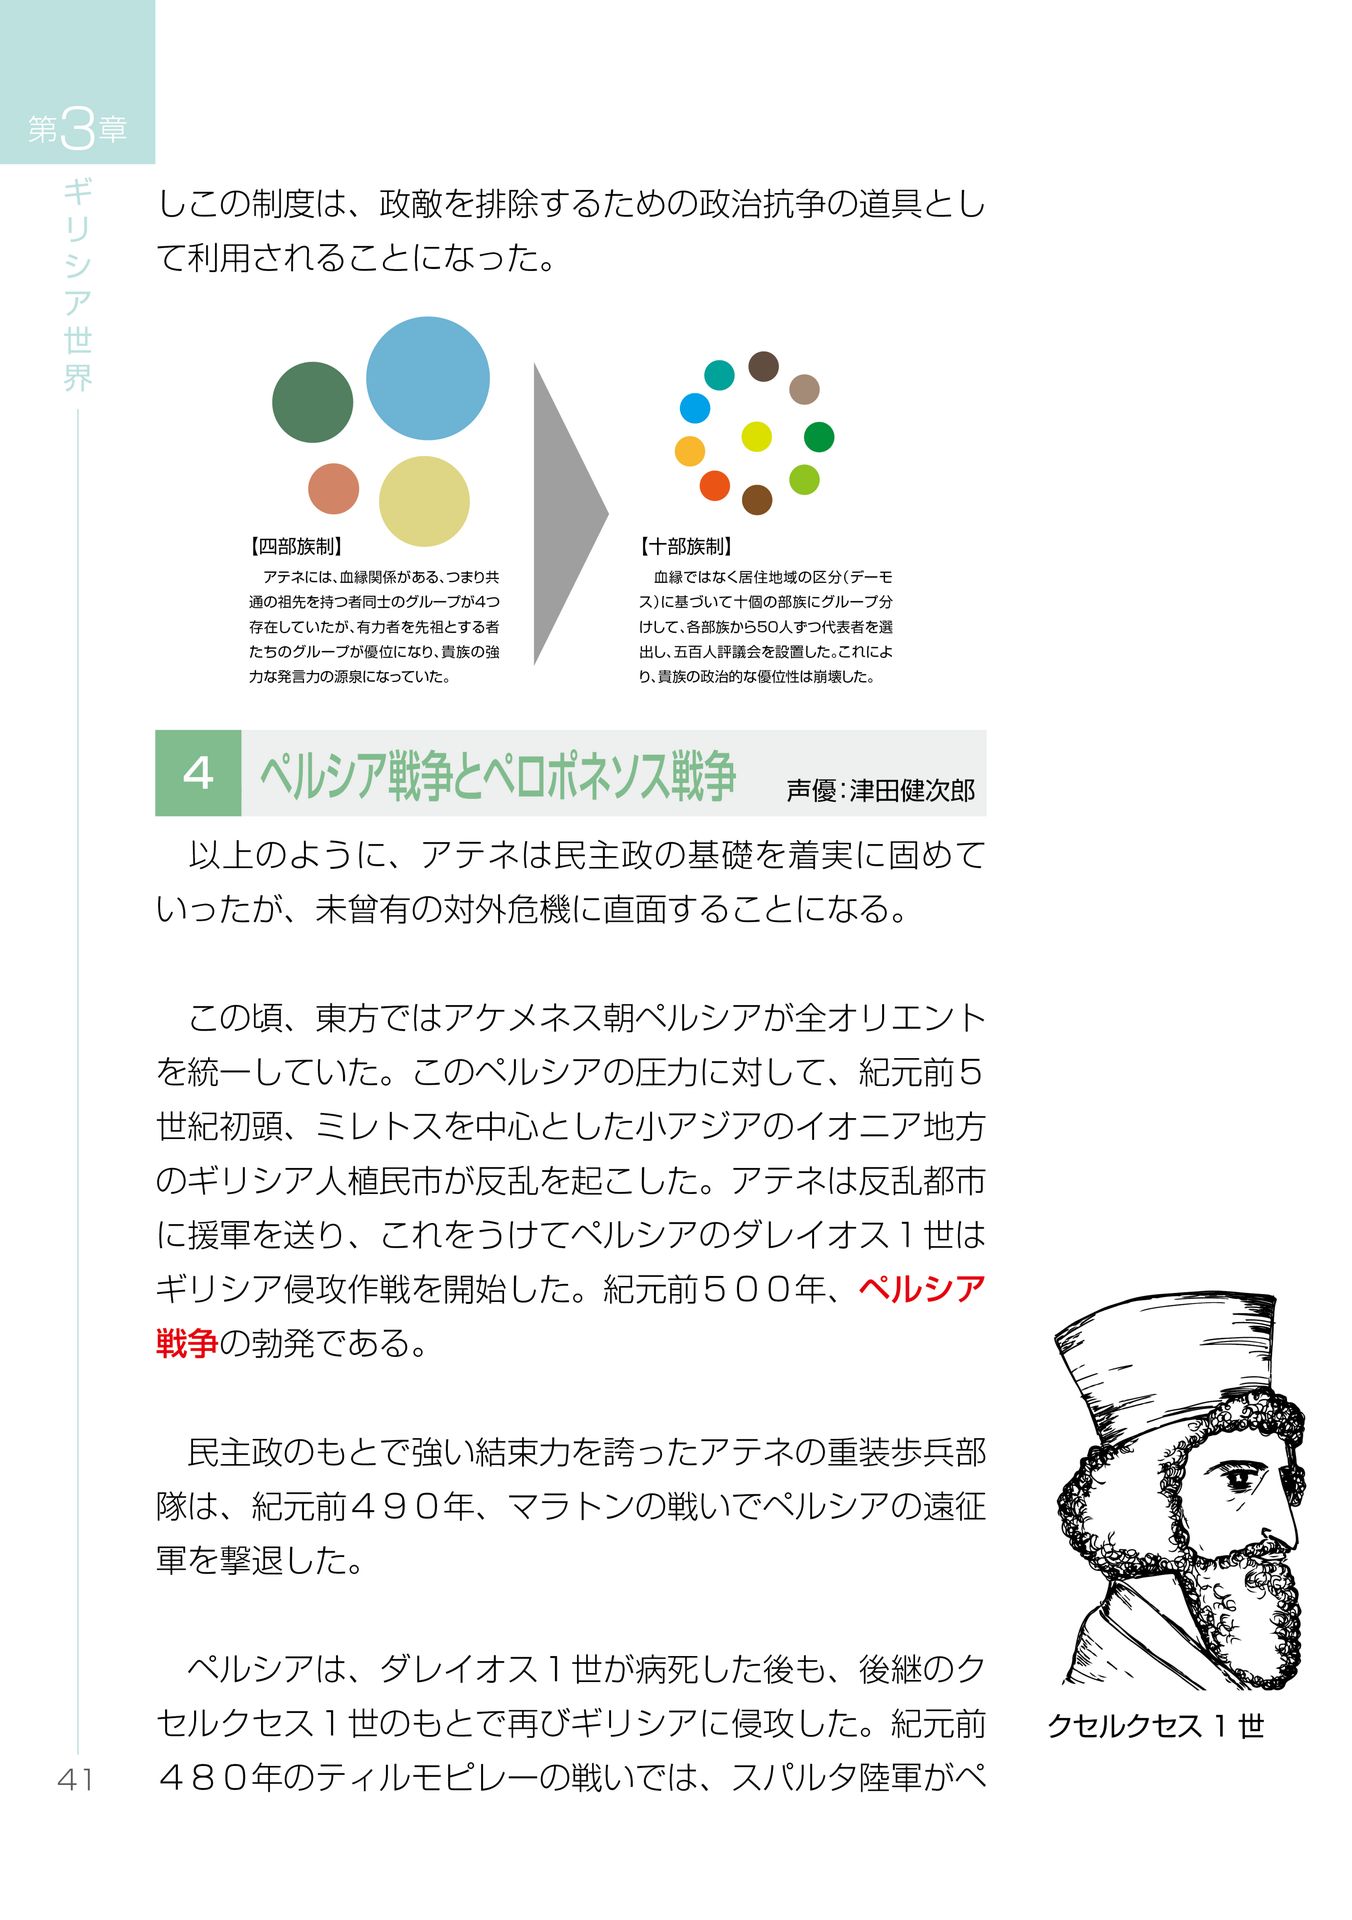 第3章
ギリシア世界
しこの制度は、政敵を排除するための政治抗争の道具とし
て利用されることになった。
【四部族制】
アテネには、血縁関係がある、つまり共
通の祖先を持つ者同士のグループが4つ
存在していたが、有力者を先祖とする者
たちのグループが優位になり、貴族の強
力な発言力の源泉になっていた。
【十部族制】
血縁ではなく居住地域の区分（デーモ
ス）に基づいて十個の部族にグループ分
けして、各部族から50人ずつ代表者を選
出し、五百人評議会を設置した。これによ
り、貴族の政治的な優位性は崩壊した。
4 ペルシア戦争とペロポネソス戦争 声優：津田健次郎
以上のように、アテネは民主政の基礎を着実に固めて
いったが、未曾有の対外危機に直面することになる。
この頃、東方ではアケメネス朝ペルシアが全オリエント
を統一していた。このペルシアの圧力に対して、紀元前５
世紀初頭、ミレトスを中心とした小アジアのイオニア地方
のギリシア人植民市が反乱を起こした。アテネは反乱都市
に援軍を送り、これをうけてペルシアのダレイオス１世は
ギリシア侵攻作戦を開始した。紀元前５００年、ペルシア
戦争の勃発である。
民主政のもとで強い結束力を誇ったアテネの重装歩兵部
隊は、紀元前４９０年、マラトンの戦いでペルシアの遠征
軍を撃退した。
ペルシアは、ダレイオス１世が病死した後も、後継のク
セルクセス１世のもとで再びギリシアに侵攻した。紀元前
４８０年のティルモピレーの戦いでは、スパルタ陸軍がペ
クセルクセス 1 世
41